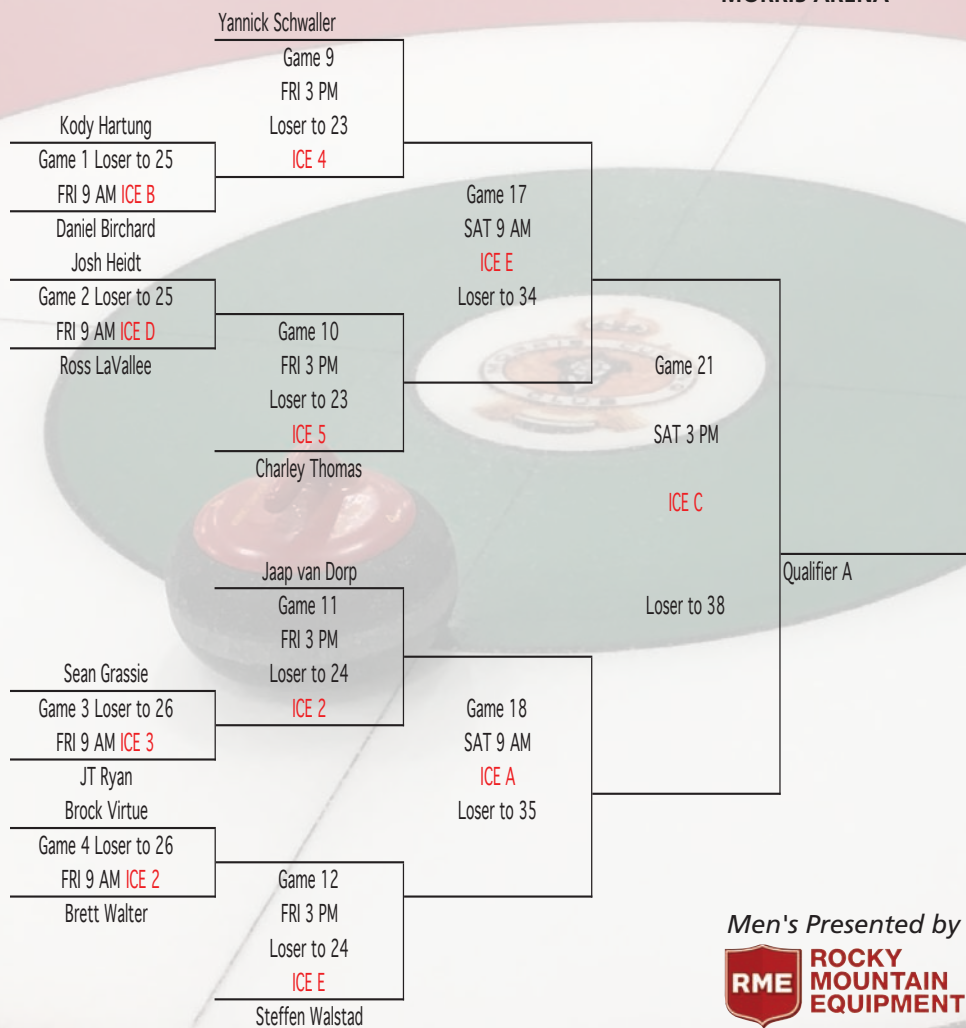 MORRIS ARENA
Yannick Schwaller
Game 9
FRI 3 PM
Loser to 23
ICE 4
Kody Hartung
Game 1 Loser to 25
FRI 9 AM ICE B
Daniel Birchard
Josh Heidt
Game 2 Loser to 25
FRI 9 AM ICE D
Ross LaVallee
Game 10
FRI 3 PM
Loser to 23
ICE 5
Charley Thomas
Game 17
SAT 9 AM
ICE E
Loser to 34
Game 21
SAT 3 PM
ICE C
Loser to 38
Qualifier A
Jaap van Dorp
Game 11
FRI 3 PM
Loser to 24
ICE 2
Sean Grassie
Game 3 Loser to 26
FRI 9 AM ICE 3
JT Ryan
Brock Virtue
Game 4 Loser to 26
FRI 9 AM ICE 2
Brett Walter
Game 12
FRI 3 PM
Loser to 24
ICE E
Steffen Walstad
Game 18
SAT 9 AM
ICE A
Loser to 35
Men's Presented by
RME
ROCKY
MOUNTAIN
EQUIPMENT